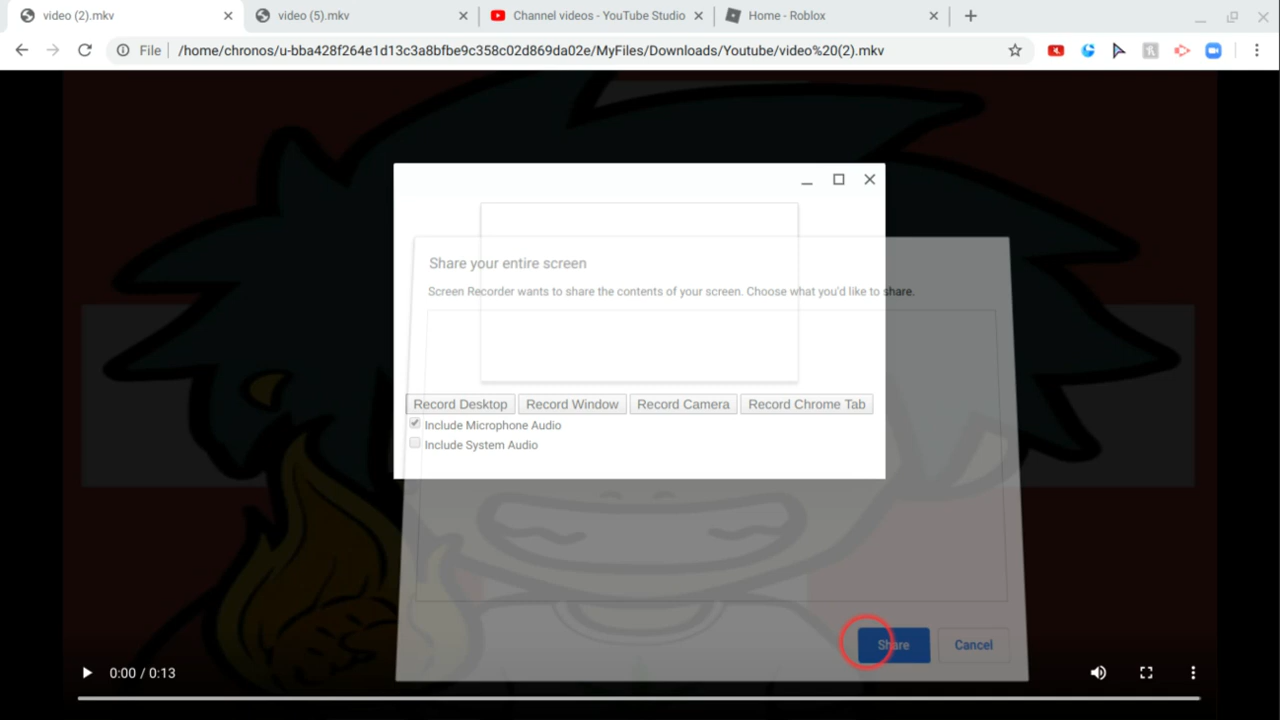 video (2).mkv
video (5).mkv
Channel videos - YouTube Studio
Home - Roblox
File
/home/chronos/u-bba428f264e1d13c3a8bfbe9c358c02d869da02e/MyFiles/Downloads/Youtube/video%20(2).mkv
Share your entire screen
Screen Recorder wants to share the contents of your screen. Choose what you'd like to share.
Record Desktop
Record Window
Record Camera
Record Chrome Tab
Include Microphone Audio
Include System Audio
Share
Cancel
0:00 / 0:13